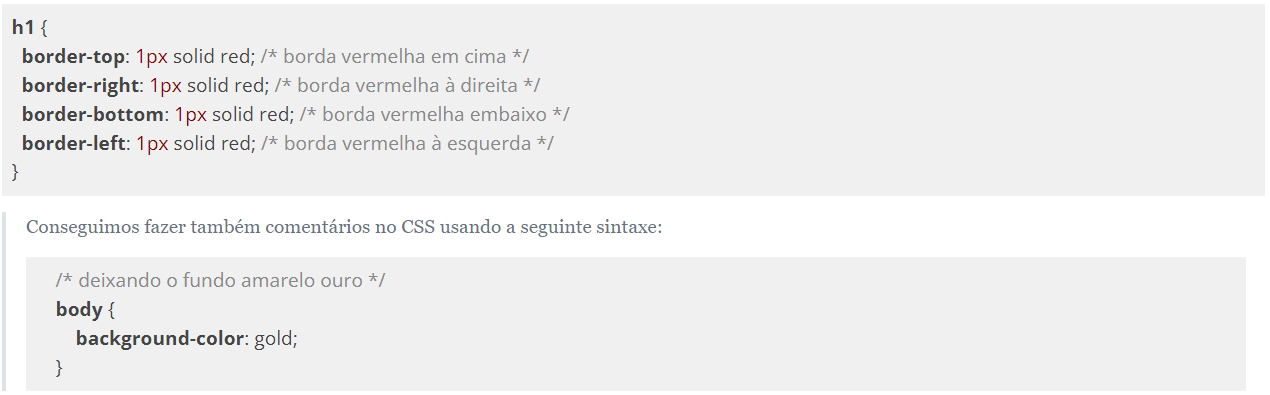 h1 {
border-top: 1px solid red; /* borda vermelha em cima */
border-right: 1px solid red; /* borda vermelha à direita */
border-bottom: 1px solid red; /* borda vermelha embaixo */
border-left: 1px solid red; /* borda vermelha à esquerda */
}
Conseguimos fazer também comentários no CSS usando a seguinte sintaxe:
/* deixando o fundo amarelo ouro */
body {
background-color: gold;
}